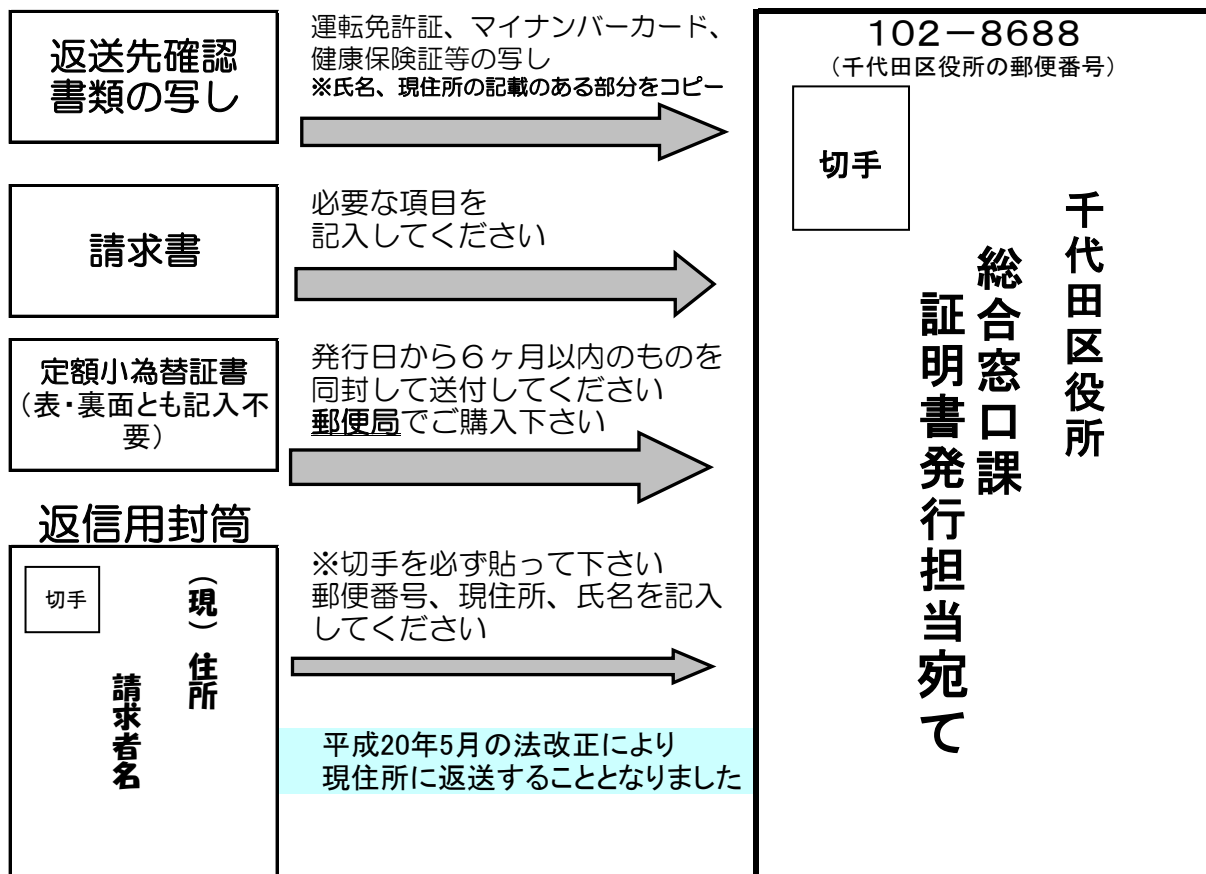 返送先確認
書類の写し
運転免許証、マイナンバーカード、
健康保険証等の写し
※氏名、現住所の記載のある部分をコピー
請求書
必要な項目を
記入してください
定額小為替証書
（表・裏面とも記入不
要）
発行日から６ヶ月以内のものを
同封して送付してください
郵便局でご購入下さい
返信用封筒
切手
（現）住所
請求者名
※切手を必ず貼って下さい
郵便番号、現住所、氏名を記入
してください
平成20年5月の法改正により
現住所に返送することとなりました
１０２－８６８８
（千代田区役所の郵便番号）
切手
千代田区役所
総合窓口課
証明書発行担当宛て